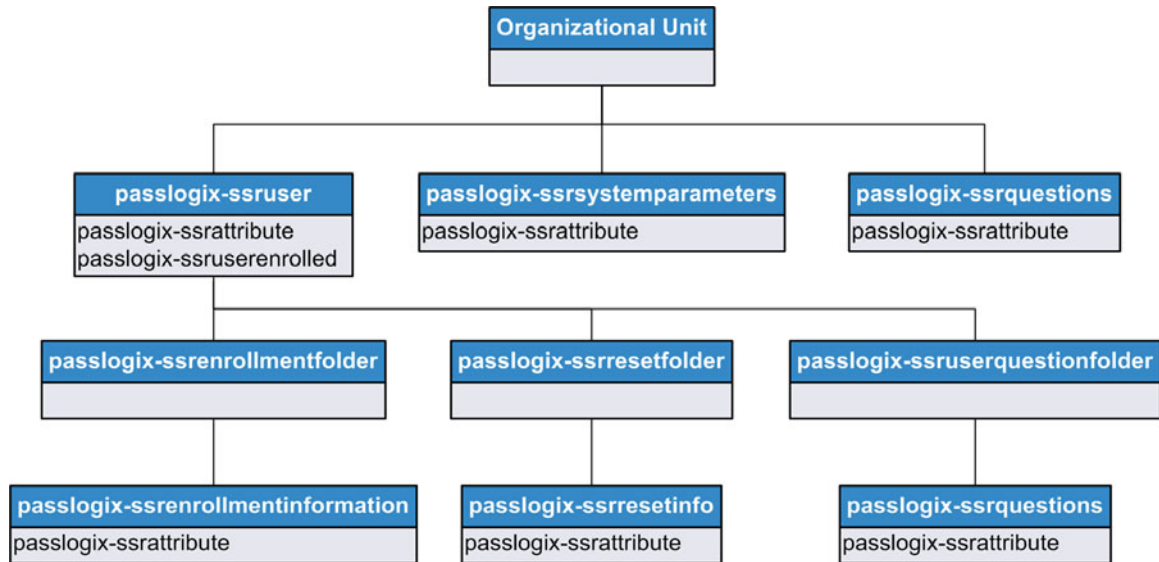 Organizational Unit
passlogix-ssruser
passlogix-ssrattribute
passlogix-ssruserenrolled
passlogix-ssrsystemparameters
passlogix-ssrattribute
passlogix-ssrquestions
passlogix-ssrattribute
passlogix-ssrenrollmentfolder
passlogix-ssrresetfolder
passlogix-ssruserquestionfolder
passlogix-ssrenrollmentinformation
passlogix-ssrattribute
passlogix-ssrresetinfo
passlogix-ssrattribute
passlogix-ssrquestions
passlogix-ssrattribute